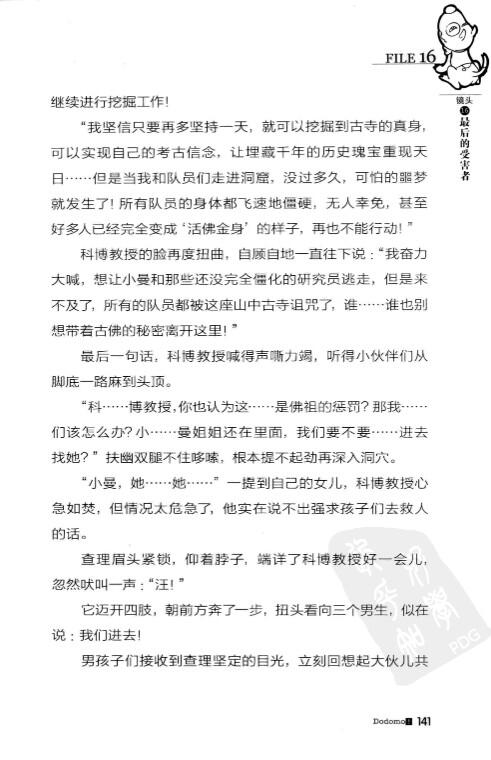 FILE 16
镜头
16
最后的受害者
继续进行挖掘工作！
“我坚信只要再多坚持一天，就可以挖掘到古寺的真身，
可以实现自己的考古信念，让埋藏千年的历史瑰宝重现天
日……但是当我和队员们走进洞窟，没过多久，可怕的噩梦
就发生了！所有队员的身体都飞速地僵硬，无人幸免，甚至
好多人已经完全变成‘活佛金身’的样子，再也不能行动！”
科博教授的脸再度扭曲，自顾自地一直往下说：“我奋力
大喊，想让小曼和那些还没完全僵化的研究员逃走，但是来
不及了，所有的队员都被这座山中古寺诅咒了，谁……谁也别
想带着古佛的秘密离开这里！”
最后一句话，科博教授喊得声嘶力竭，听得小伙伴们从
脚底一路麻到头顶。
“科……博教授，你也认为这……是佛祖的惩罚？那我……
们该怎么办？小……曼姐姐还在里面，我们要不要……进去
找她？”扶幽双腿不住哆嗦，根本提不起劲再深入洞穴。
“小曼，她……她……”一提到自己的女儿，科博教授心
急如焚，但情况太危急了，他实在说不出强求孩子们去救人
的话。
查理眉头紧锁，仰着脖子，端详了科博教授好一会儿，
忽然吠叫一声：“汪！”
它迈开四肢，朝前方奔了一步，扭头看向三个男生，似在
说：我们进去！
男孩子们接收到查理坚定的目光，立刻回想起大伙儿共
PDG
Dodomo! 141